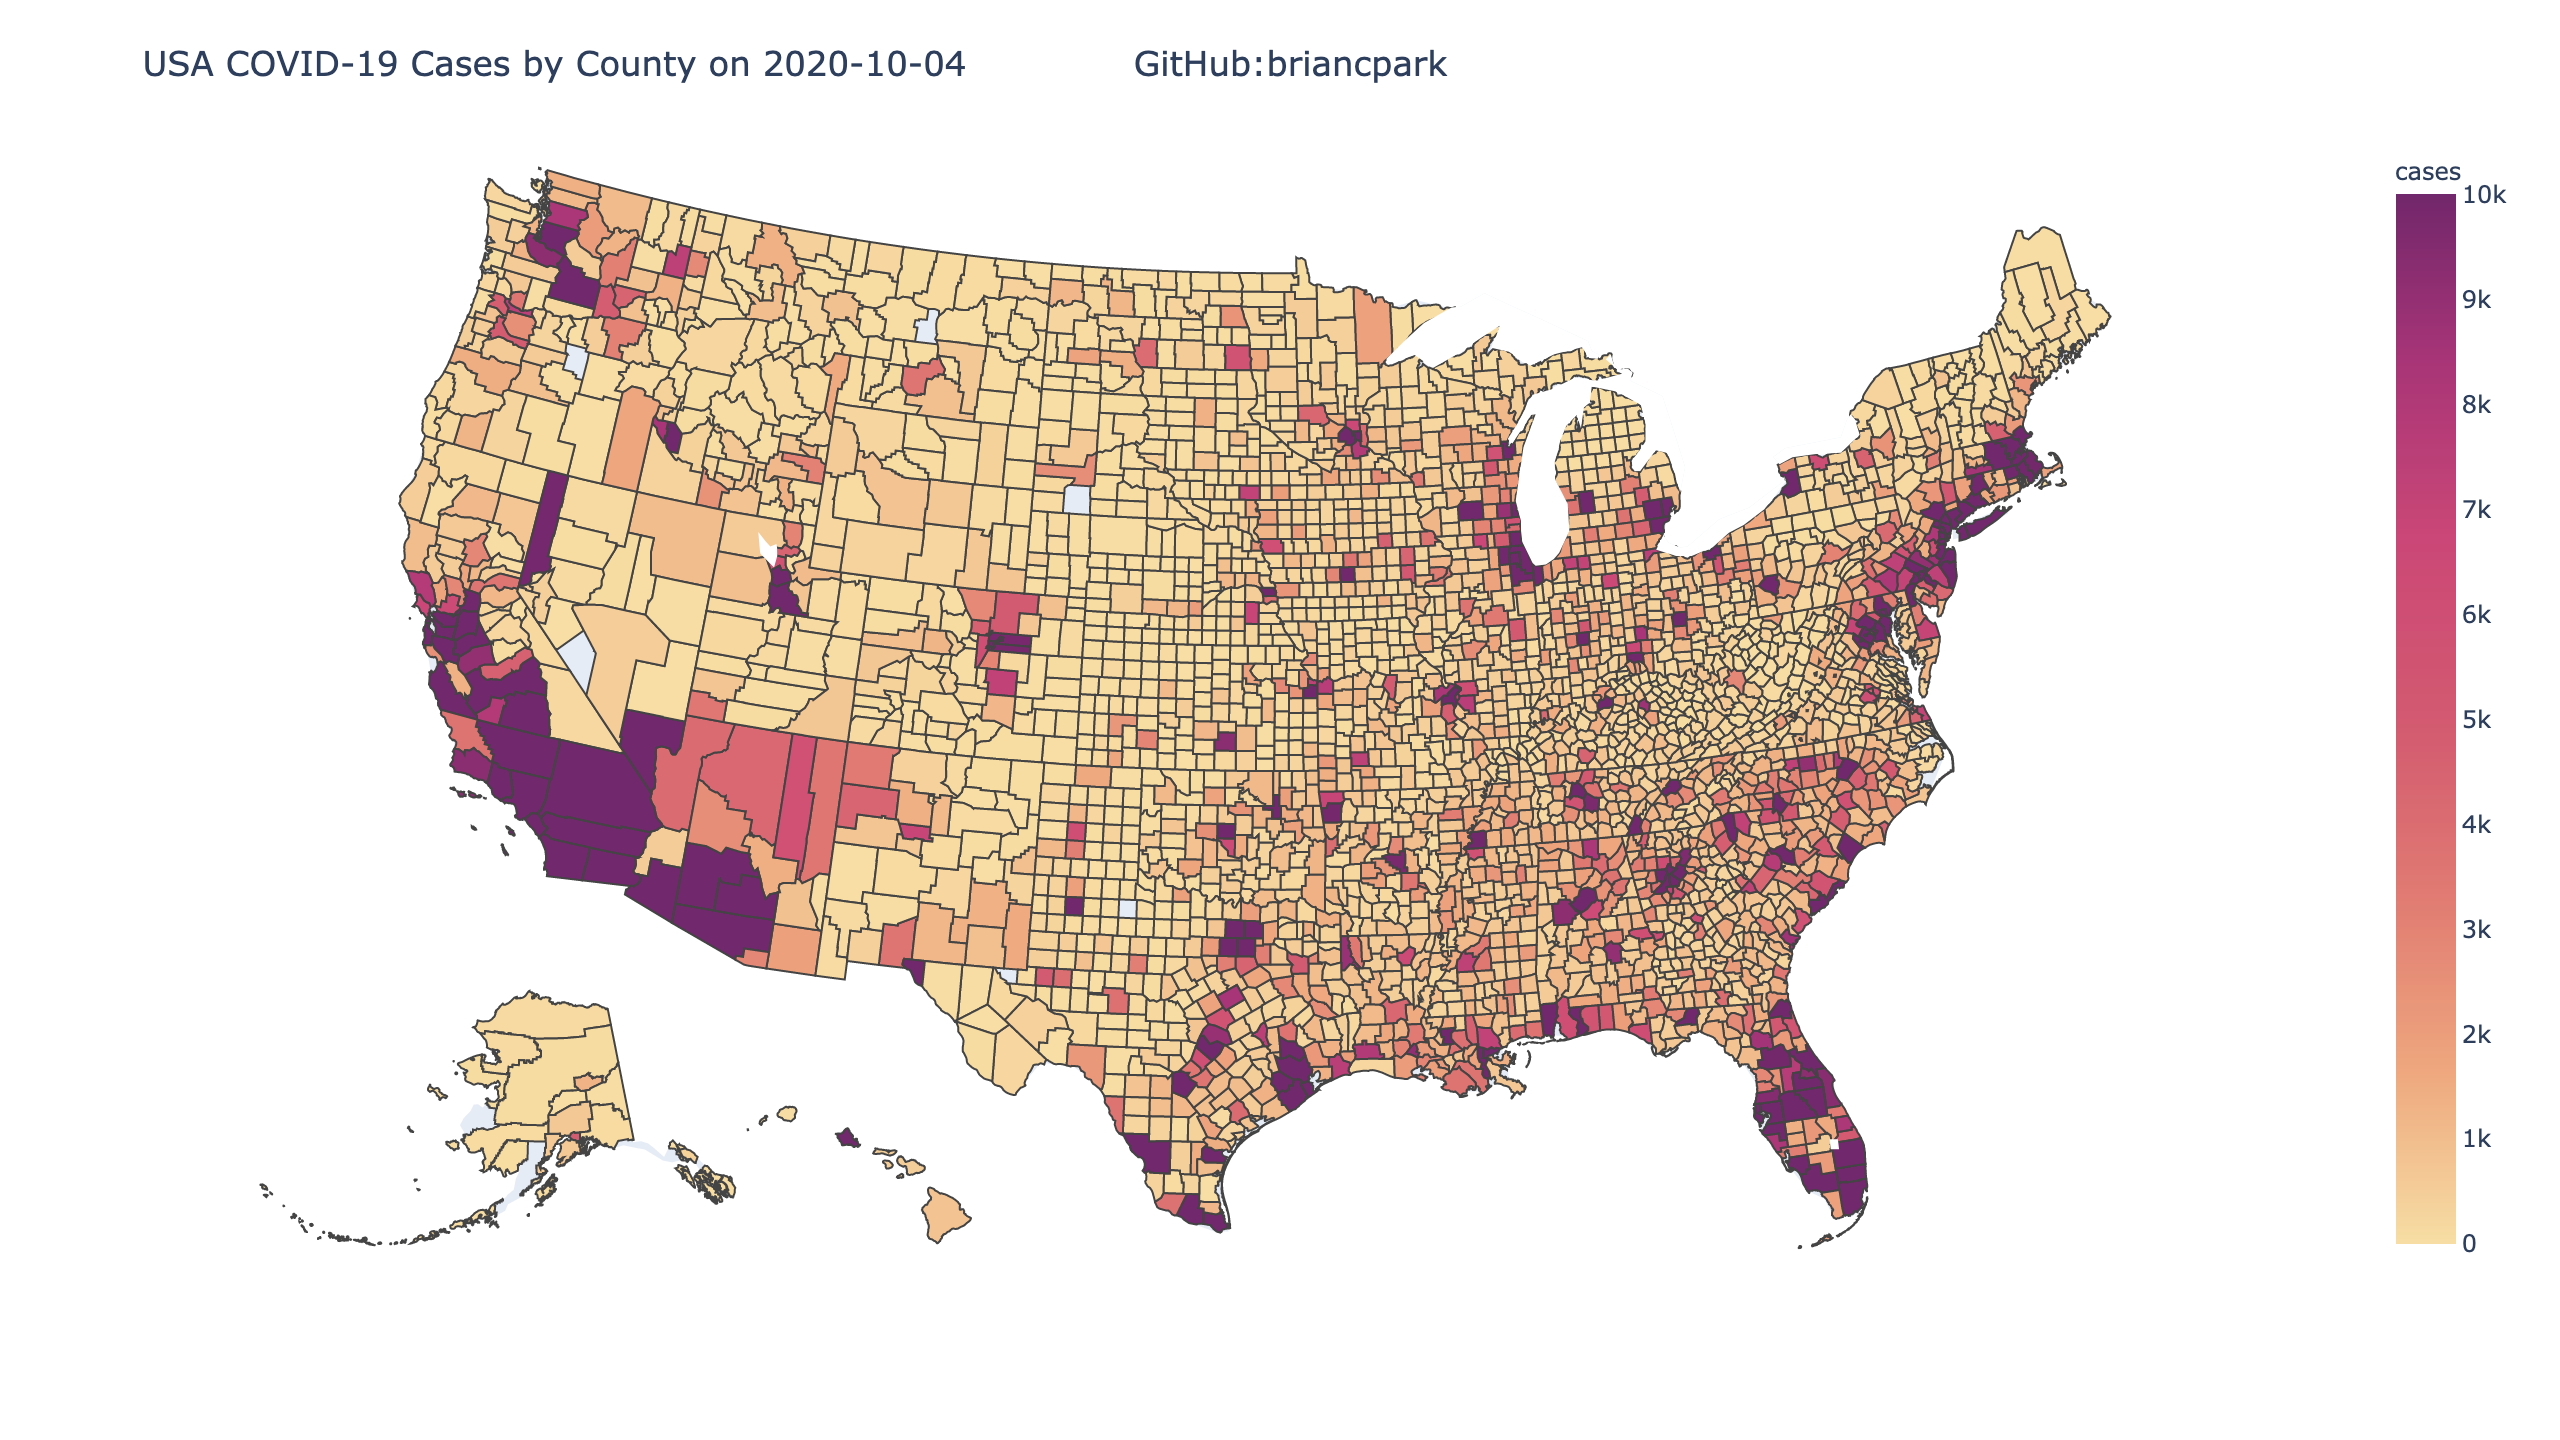 USA COVID-19 Cases by County on 2020-10-04 GitHub:briancpark
cases
10k
9k
8k
7k
6k
5k
4k
3k
2k
1k
0